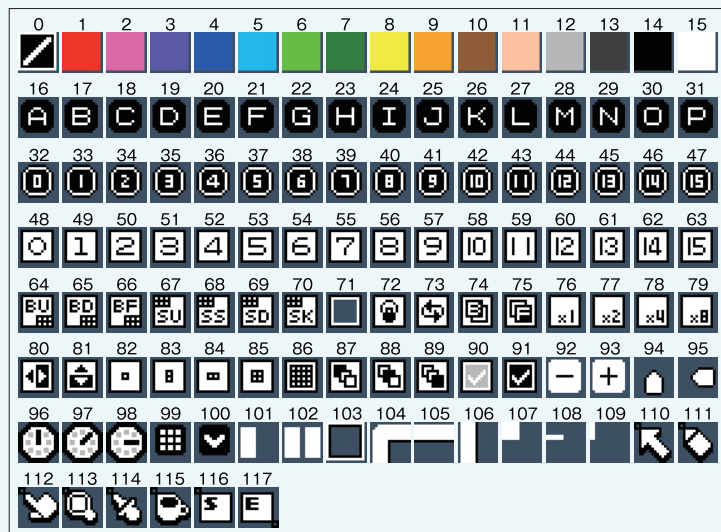 0 1 2 3 4 5 6 7 8 9 10 11 12 13 14 15
16 17 18 19 20 21 22 23 24 25 26 27 28 29 30 31
A B C D E F G H I J K L M N O P
32 33 34 35 36 37 38 39 40 41 42 43 44 45 46 47
0 1 2 3 4 5 6 7 8 9 10 11 12 13 14 15
48 49 50 51 52 53 54 55 56 57 58 59 60 61 62 63
0 1 2 3 4 5 6 7 8 9 10 11 12 13 14 15
64 65 66 67 68 69 70 71 72 73 74 75 76 77 78 79
BU BD BF SU SS SD SK B F x1 x2 x4 x8
80 81 82 83 84 85 86 87 88 89 90 91 92 93 94 95
96 97 98 99 100 101 102 103 104 105 106 107 108 109 110 111
112 113 114 115 116 117
S E